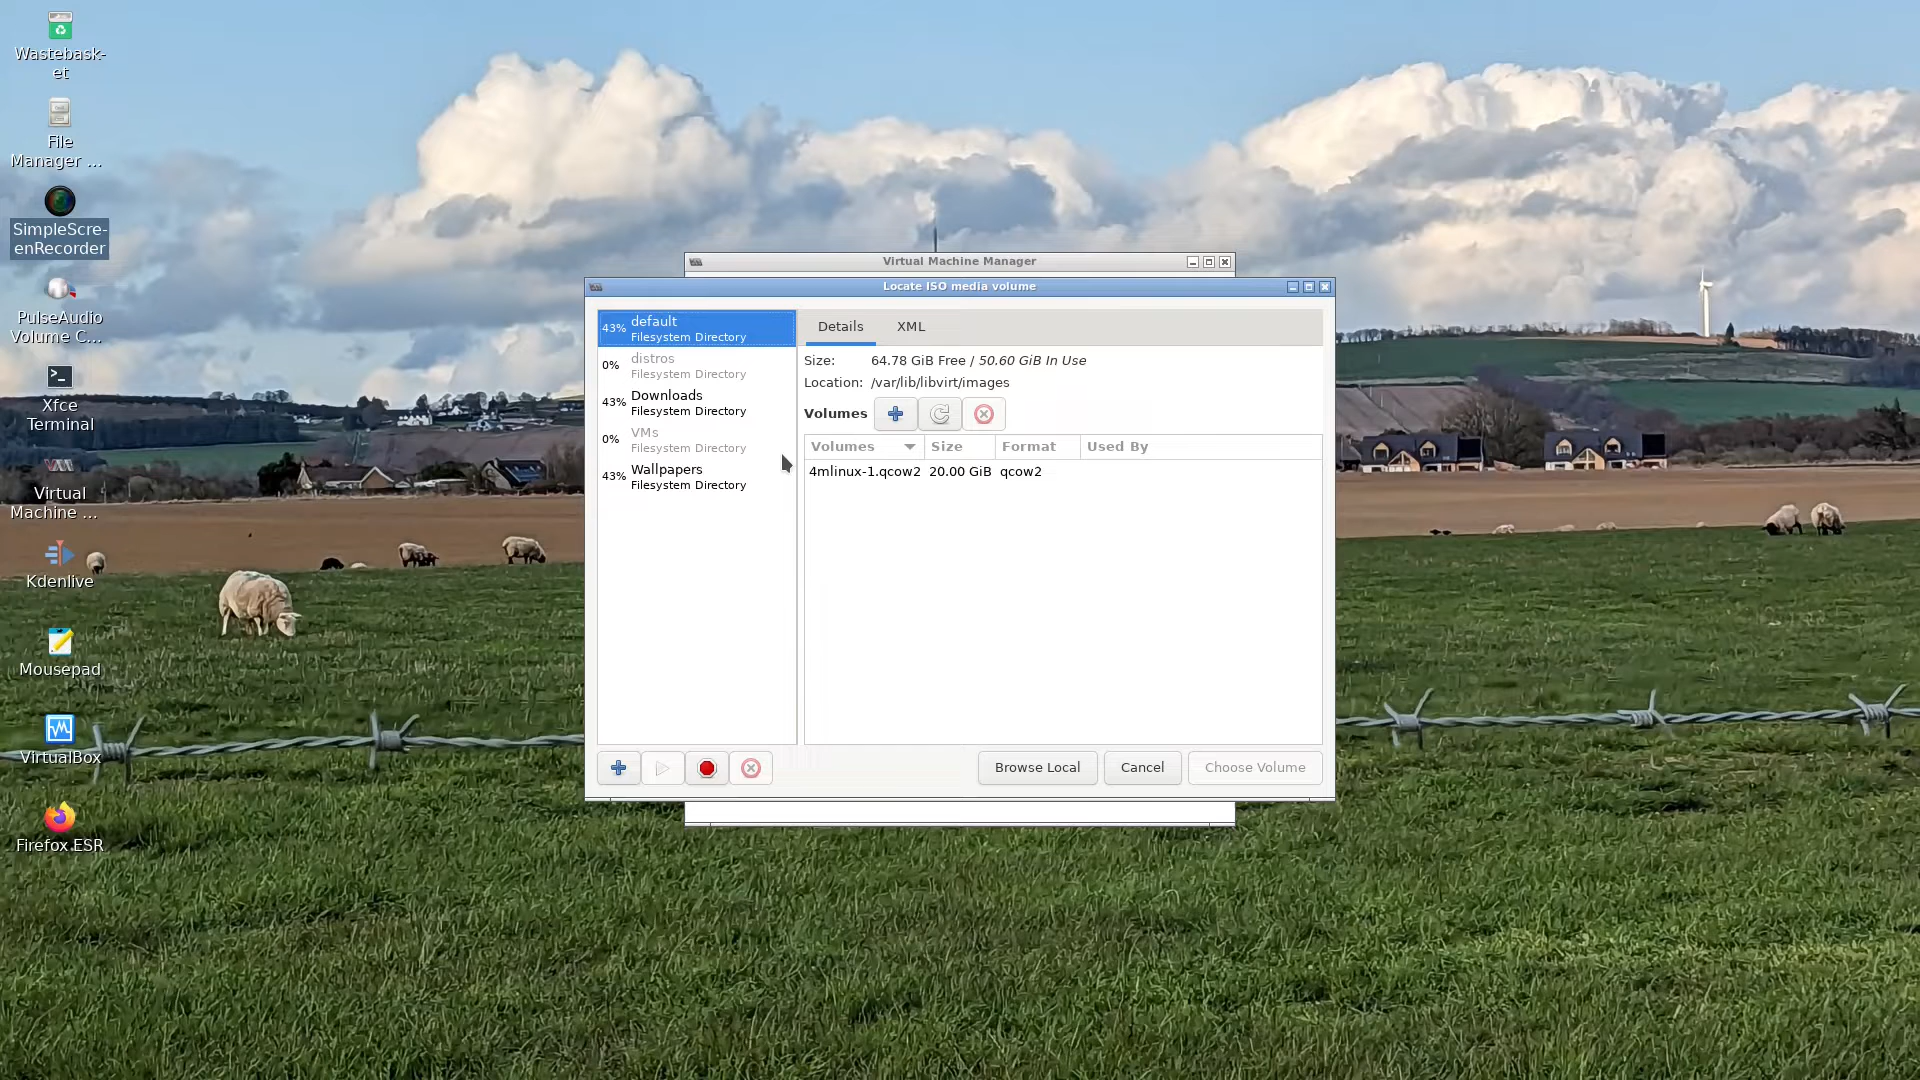 Wastebask-
et
File
Manager ...
SimpleScre-
enRecorder
PulseAudio
Volume C...
Xfce
Terminal
Virtual
Machine ...
Kdenlive
Mousepad
VirtualBox
Firefox ESR
Virtual Machine Manager
Locate ISO media volume
43% default
Filesystem Directory
0% distros
Filesystem Directory
43% Downloads
Filesystem Directory
0% VMs
Filesystem Directory
43% Wallpapers
Filesystem Directory
Details XML
Size: 64.78 GiB Free / 50.60 GiB In Use
Location: /var/lib/libvirt/images
Volumes
Volumes Size Format Used By
4mlinux-1.qcow2 20.00 GiB qcow2
Browse Local Cancel Choose Volume